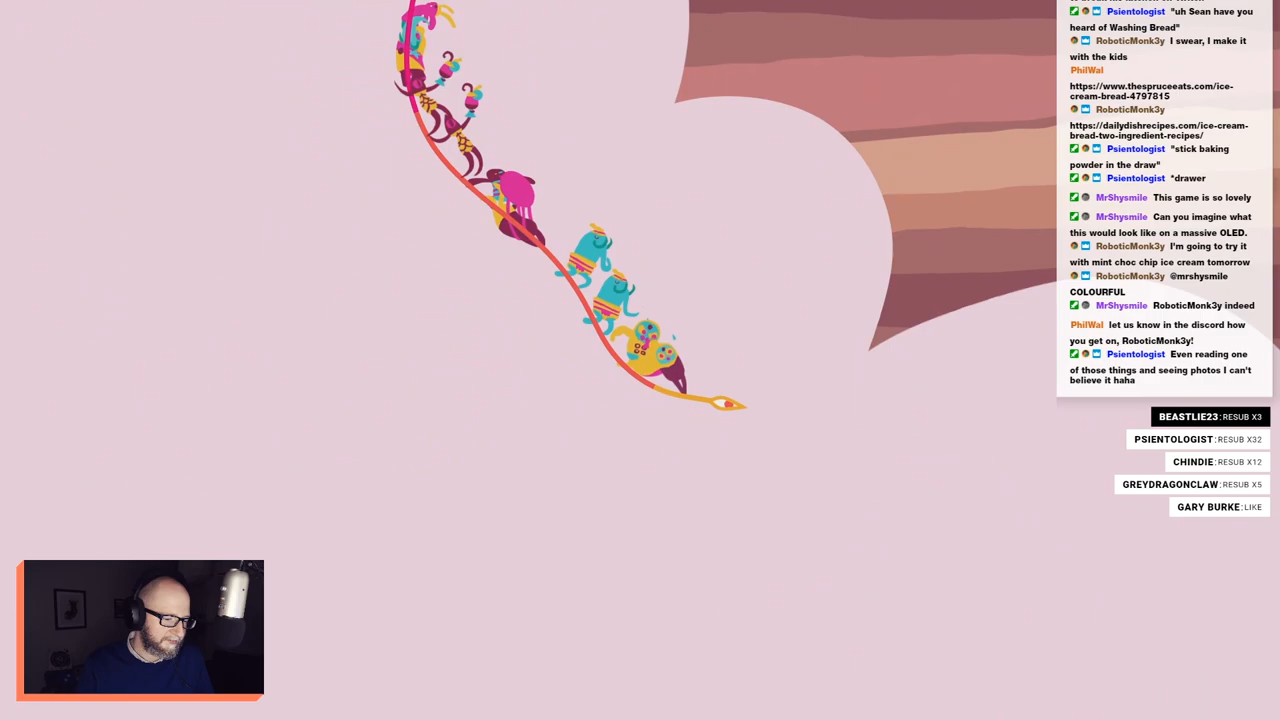 Psientologist "uh Sean have you
heard of Washing Bread"
RoboticMonk3y I swear, I make it
with the kids
PhilWal
https://www.thespruceeats.com/ice-
cream-bread-4797815
RoboticMonk3y
https://dailydishrecipes.com/ice-cream-
bread-two-ingredient-recipes/
Psientologist "stick baking
powder in the draw"
Psientologist *drawer
MrShysmile This game is so lovely
MrShysmile Can you imagine what
this would look like on a massive OLED.
RoboticMonk3y I'm going to try it
with mint choc chip ice cream tomorrow
RoboticMonk3y @mrshysmile
COLOURFUL
MrShysmile RoboticMonk3y indeed
PhilWal let us know in the discord how
you get on, RoboticMonk3y!
Psientologist Even reading one
of those things and seeing photos I can't
believe it haha
BEASTLIE23:RESUB X3
PSIENTOLOGIST:RESUB X32
CHINDIE:RESUB X12
GREYDRAGONCLAW:RESUB X5
GARY BURKE:LIKE